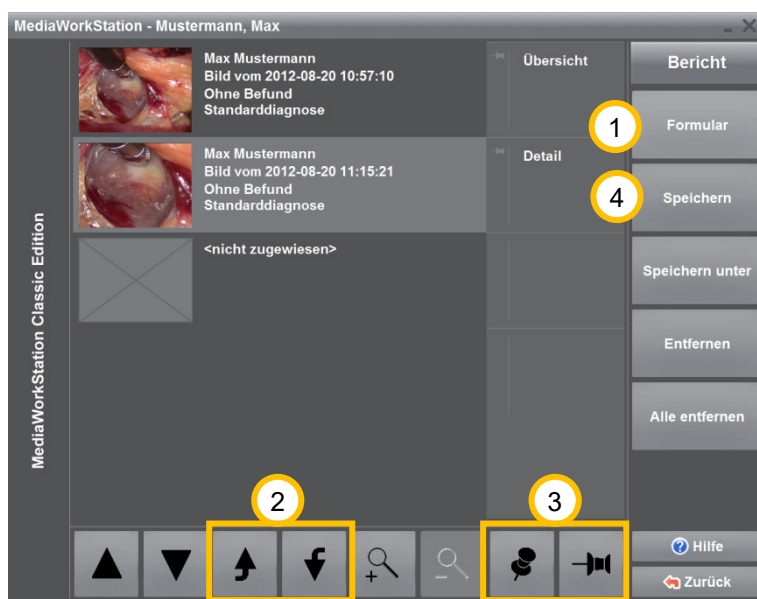 MediaWorkStation - Mustermann, Max
MediaWorkStation Classic Edition
Max Mustermann
Bild vom 2012-08-20 10:57:10
Ohne Befund
Standarddiagnose
Übersicht
Max Mustermann
Bild vom 2012-08-20 11:15:21
Ohne Befund
Standarddiagnose
Detail
<nicht zugewiesen>
Bericht
1
Formular
4
Speichern
Speichern unter
Entfernen
Alle entfernen
2
3
Hilfe
Zurück